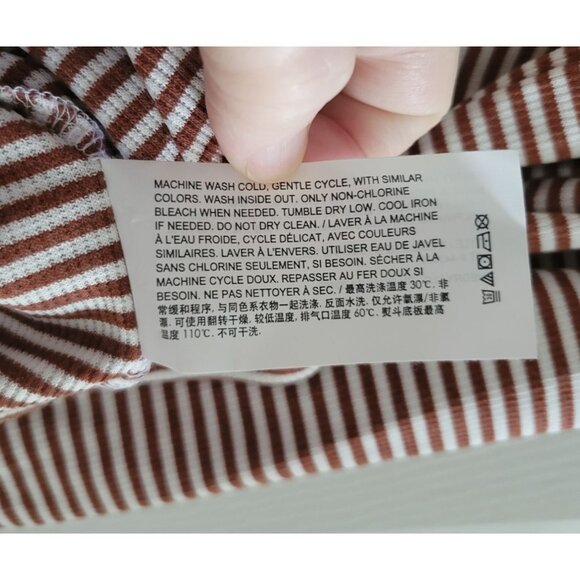 MACHINE WASH COLD, GENTLE CYCLE, WITH SIMILAR
COLORS. WASH INSIDE OUT. ONLY NON-CHLORINE
BLEACH WHEN NEEDED. TUMBLE DRY LOW. COOL IRON
IF NEEDED. DO NOT DRY CLEAN. / LAVER À LA MACHINE
À L'EAU FROIDE, CYCLE DÉLICAT, AVEC COULEURS
SIMILAIRES. LAVER À L'ENVERS. UTILISER EAU DE JAVEL
SANS CHLORINE SEULEMENT, SI BESOIN. SÉCHER À LA
MACHINE CYCLE DOUX. REPASSER AU FER DOUX SI
BESOIN. NE PAS NETTOYER À SEC. / 最高洗涤温度 30℃. 非
常缓和程序, 与同色系衣物一起洗涤, 反面水洗. 仅允许氧漂/非氯
漂. 可使用翻转干燥, 较低温度, 排气口温度 60℃. 熨斗底板最高
温度 110℃. 不可干洗.